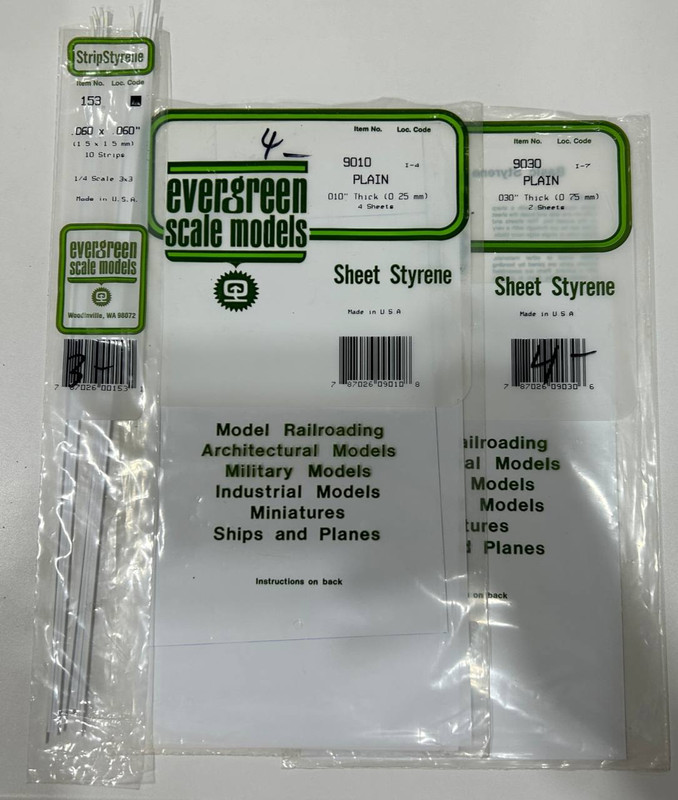 StripStyrene
Item No. Loc. Code
153
.060 x .060"
(1 5 x 1 5 mm)
10 Strips
1/4 Scale 3x3
Made in U.S.A.
evergreen
scale models
Woodinville, WA 98072
3-
7 87026 00153 1
Item No. Loc. Code
4-
9010 I-4
PLAIN
010" Thick (0 25 mm)
4 Sheets
evergreen
scale models
Sheet Styrene
Made in U S A
7 87026 09010 8
Model Railroading
Architectural Models
Military Models
Industrial Models
Miniatures
Ships and Planes
Instructions on back
Item No. Loc. Code
9030 I-7
PLAIN
.030" Thick (0 75 mm)
2 Sheets
Sheet Styrene
Made in U S A
4-
7 87026 09030 6
ailroading
al Models
Models
Models
tures
d Planes
on back